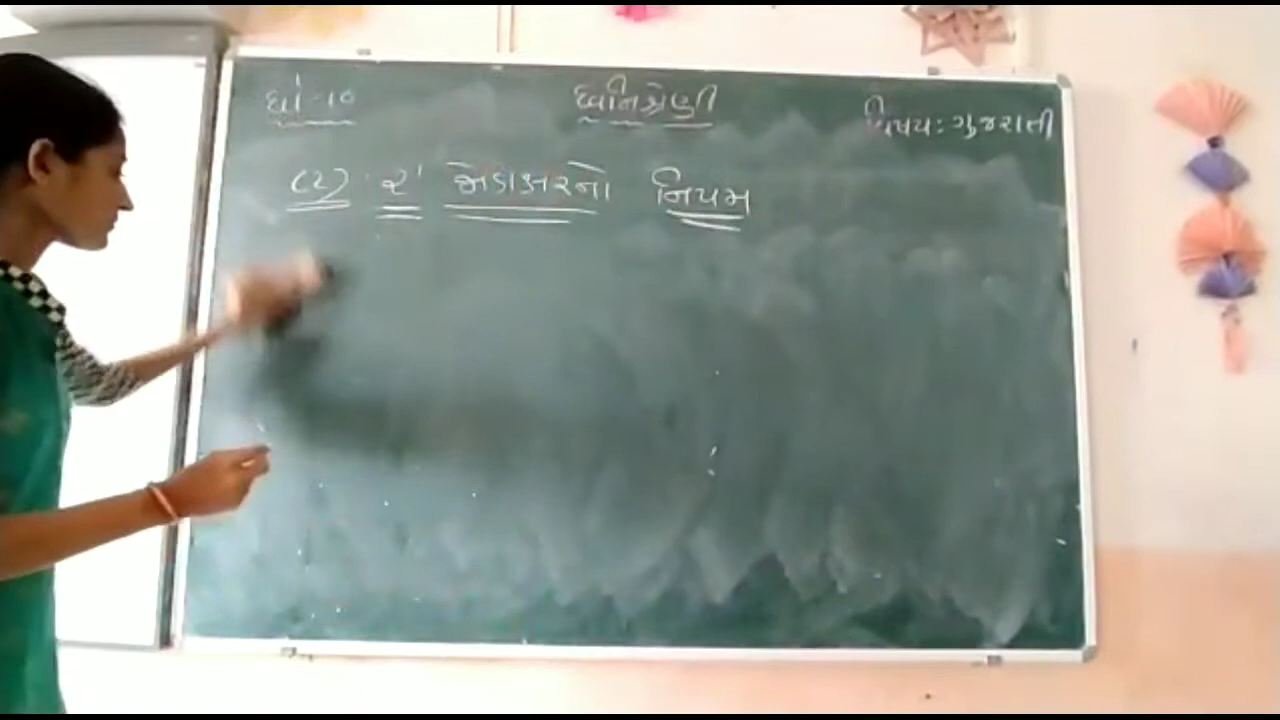 ધો-૧૦ ધ્વનિશ્રેણી વિષય: ગુજરાતી
(૨) 'ર' જોડાક્ષરનો નિયમ